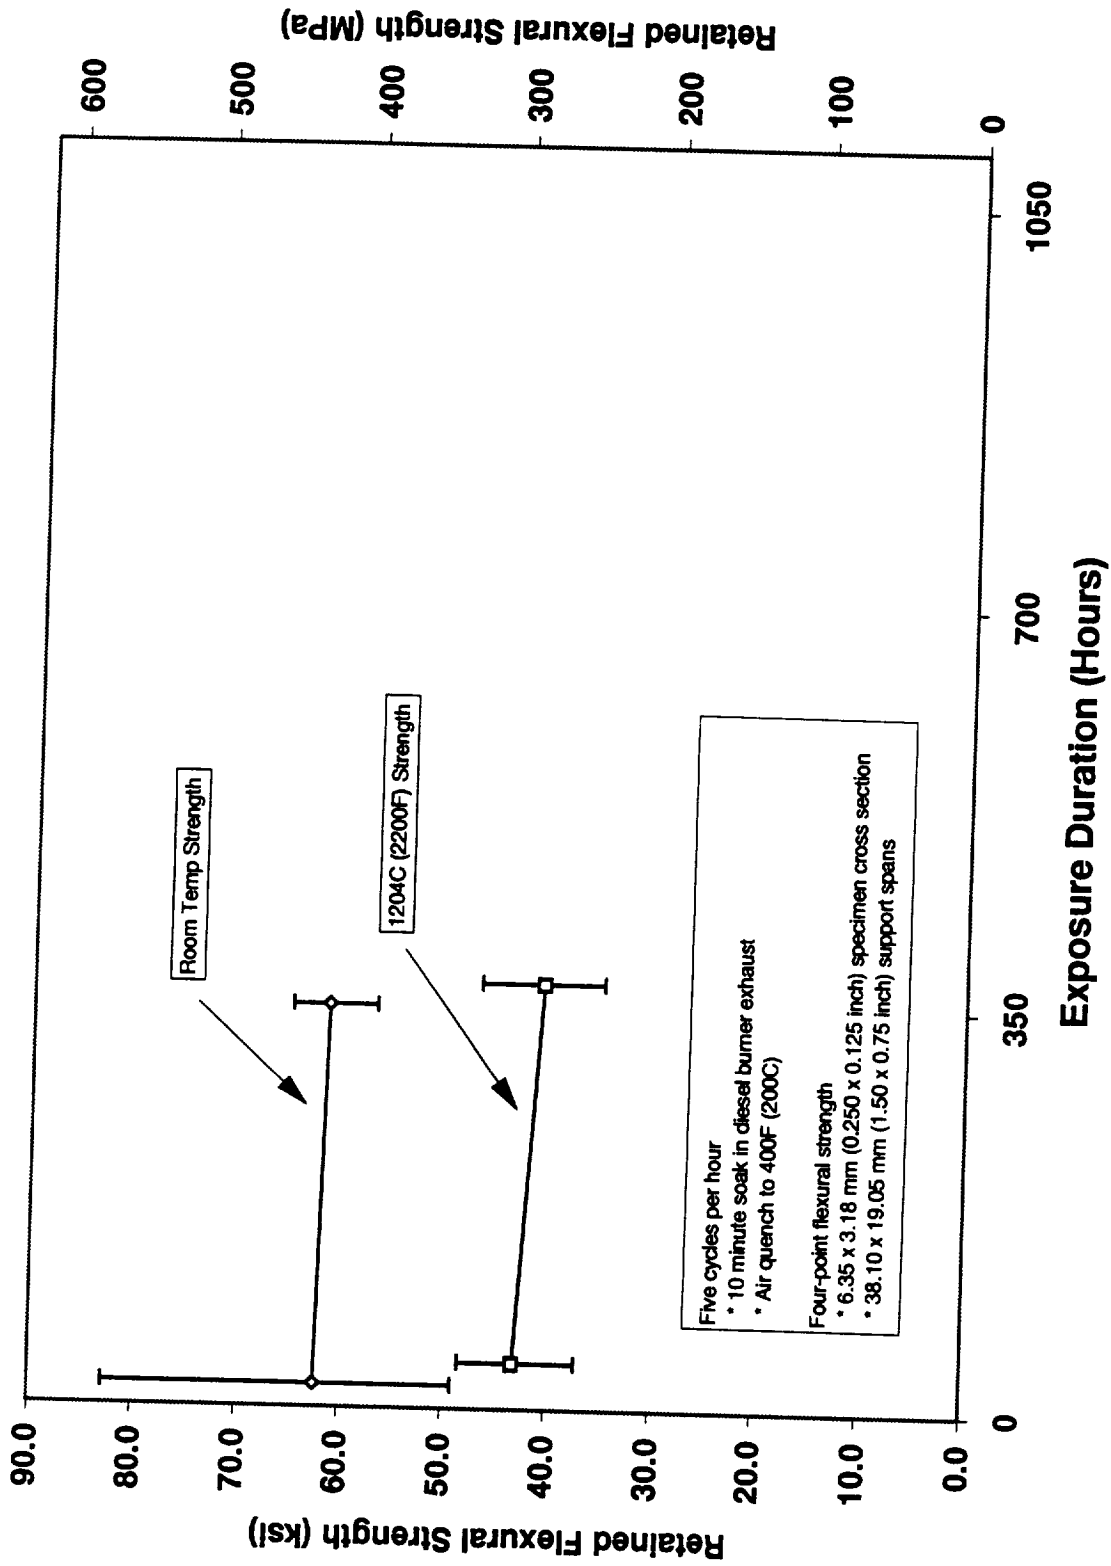 Retained Flexural Strength (ksi)
90.0
80.0
70.0
60.0
50.0
40.0
30.0
20.0
10.0
0.0
Room Temp Strength
1204C (2200F) Strength
Five cycles per hour
* 10 minute soak in diesel burner exhaust
* Air quench to 400F (200C)
Four-point flexural strength
* 6.35 x 3.18 mm (0.250 x 0.125 inch) specimen cross section
* 38.10 x 19.05 mm (1.50 x 0.75 inch) support spans
0
350
700
1050
Exposure Duration (Hours)
600
500
400
300
200
100
0
Retained Flexural Strength (MPa)